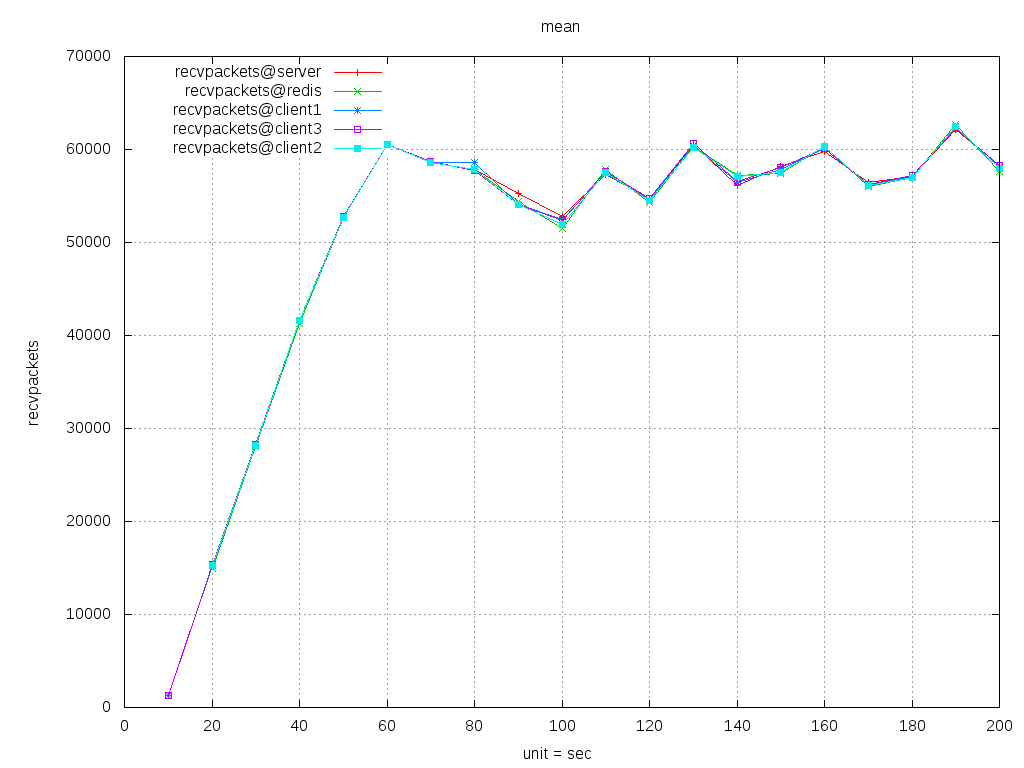 mean
70000
60000
50000
40000
30000
20000
10000
0
recvpackets
recvpackets@server
recvpackets@redis
recvpackets@client1
recvpackets@client3
recvpackets@client2
0 20 40 60 80 100 120 140 160 180 200
unit = sec